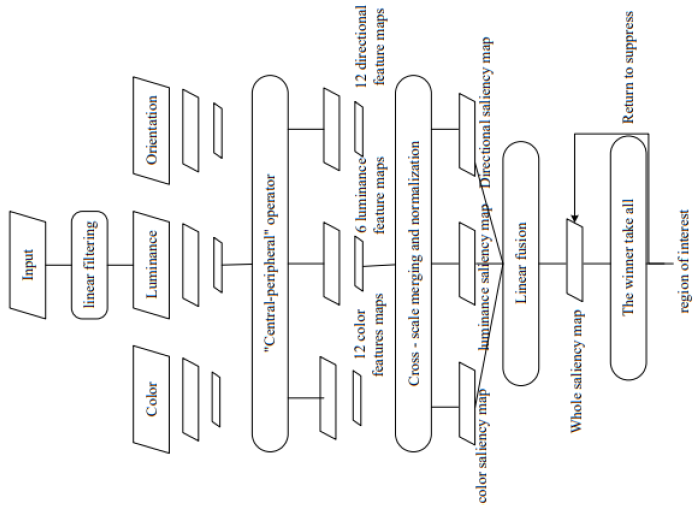 Input
linear filtering
Color
Luminance
Orientation
"Central-peripheral" operator
12 color
features maps
6 luminance
feature maps
12 directional
feature maps
Cross - scale merging and normalization
color saliency map
luminance saliency map
Directional saliency map
Linear fusion
Whole saliency map
The winner take all
Return to suppress
region of interest